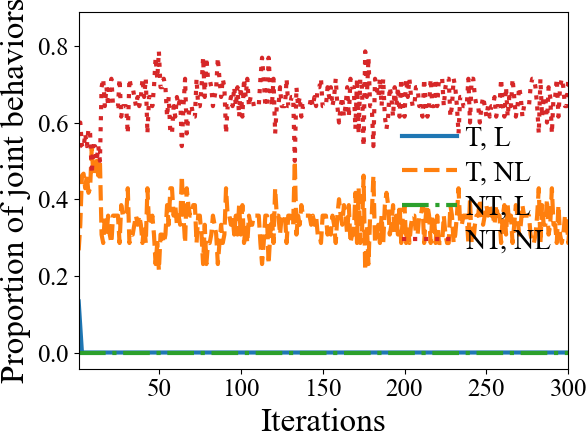 Proportion of joint behaviors
0.8
0.6
0.4
0.2
0.0
T, L
T, NL
NT, L
NT, NL
50
100
150
200
250
300
Iterations